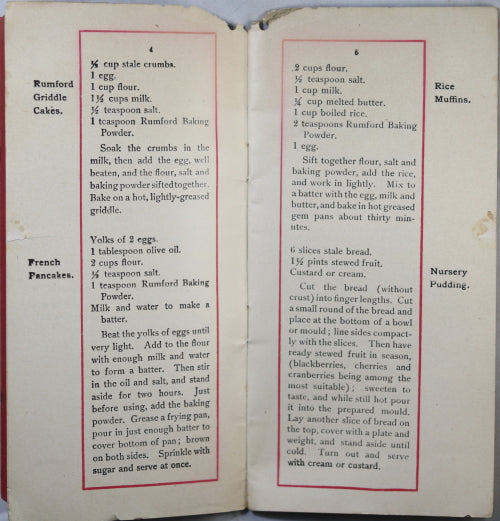 4
Rumford
Griddle
Cakes.
½ cup stale crumbs.
1 egg.
1 cup flour.
1½ cups milk.
½ teaspoon salt.
1 teaspoon Rumford Baking
Powder.
Soak the crumbs in the
milk, then add the egg, well
beaten, and the flour, salt and
baking powder sifted together.
Bake on a hot, lightly-greased
griddle.
French
Pancakes.
Yolks of 2 eggs.
1 tablespoon olive oil.
2 cups flour.
½ teaspoon salt.
1 teaspoon Rumford Baking
Powder.
Milk and water to make a
batter.
Beat the yolks of eggs until
very light. Add to the flour
with enough milk and water
to form a batter. Then stir
in the oil and salt, and stand
aside for two hours. Just
before using, add the baking
powder. Grease a frying pan,
pour in just enough batter to
cover bottom of pan; brown
on both sides. Sprinkle with
sugar and serve at once.
5
Rice
Muffins.
2 cups flour.
½ teaspoon salt.
1 cup milk.
¼ cup melted butter.
1 cup boiled rice.
2 teaspoons Rumford Baking
Powder.
1 egg.
Sift together flour, salt and
baking powder, add the rice,
and work in lightly. Mix to
a batter with the egg, milk and
butter, and bake in hot greased
gem pans about thirty min-
utes.
Nursery
Pudding.
6 slices stale bread.
1½ pints stewed fruit.
Custard or cream.
Cut the bread (without
crust) into finger lengths. Cut
a small round of the bread and
place at the bottom of a bowl
or mould; line sides compact-
ly with the slices. Then have
ready stewed fruit in season,
(blackberries, cherries and
cranberries being among the
most suitable); sweeten to
taste, and while still hot pour
it into the prepared mould.
Lay another slice of bread on
the top, cover with a plate and
weight, and stand aside until
cold. Turn out and serve
with cream or custard.